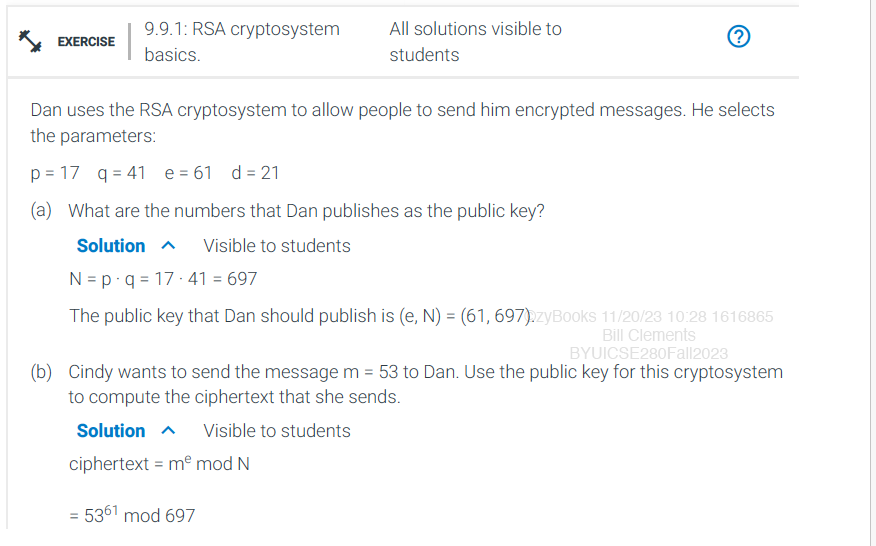 EXERCISE
9.9.1: RSA cryptosystem
basics.
All solutions visible to
students
?
Dan uses the RSA cryptosystem to allow people to send him encrypted messages. He selects
the parameters:
p = 17 q = 41 e = 61 d = 21
(a) What are the numbers that Dan publishes as the public key?
Solution Visible to students
N = p · q = 17 · 41 = 697
The public key that Dan should publish is (e, N) = (61, 697).
zyBooks 11/20/23 10:28 1616865
Bill Clements
BYUICSE280Fall2023
(b) Cindy wants to send the message m = 53 to Dan. Use the public key for this cryptosystem
to compute the ciphertext that she sends.
Solution Visible to students
ciphertext = mᵉ mod N
= 53⁶¹ mod 697